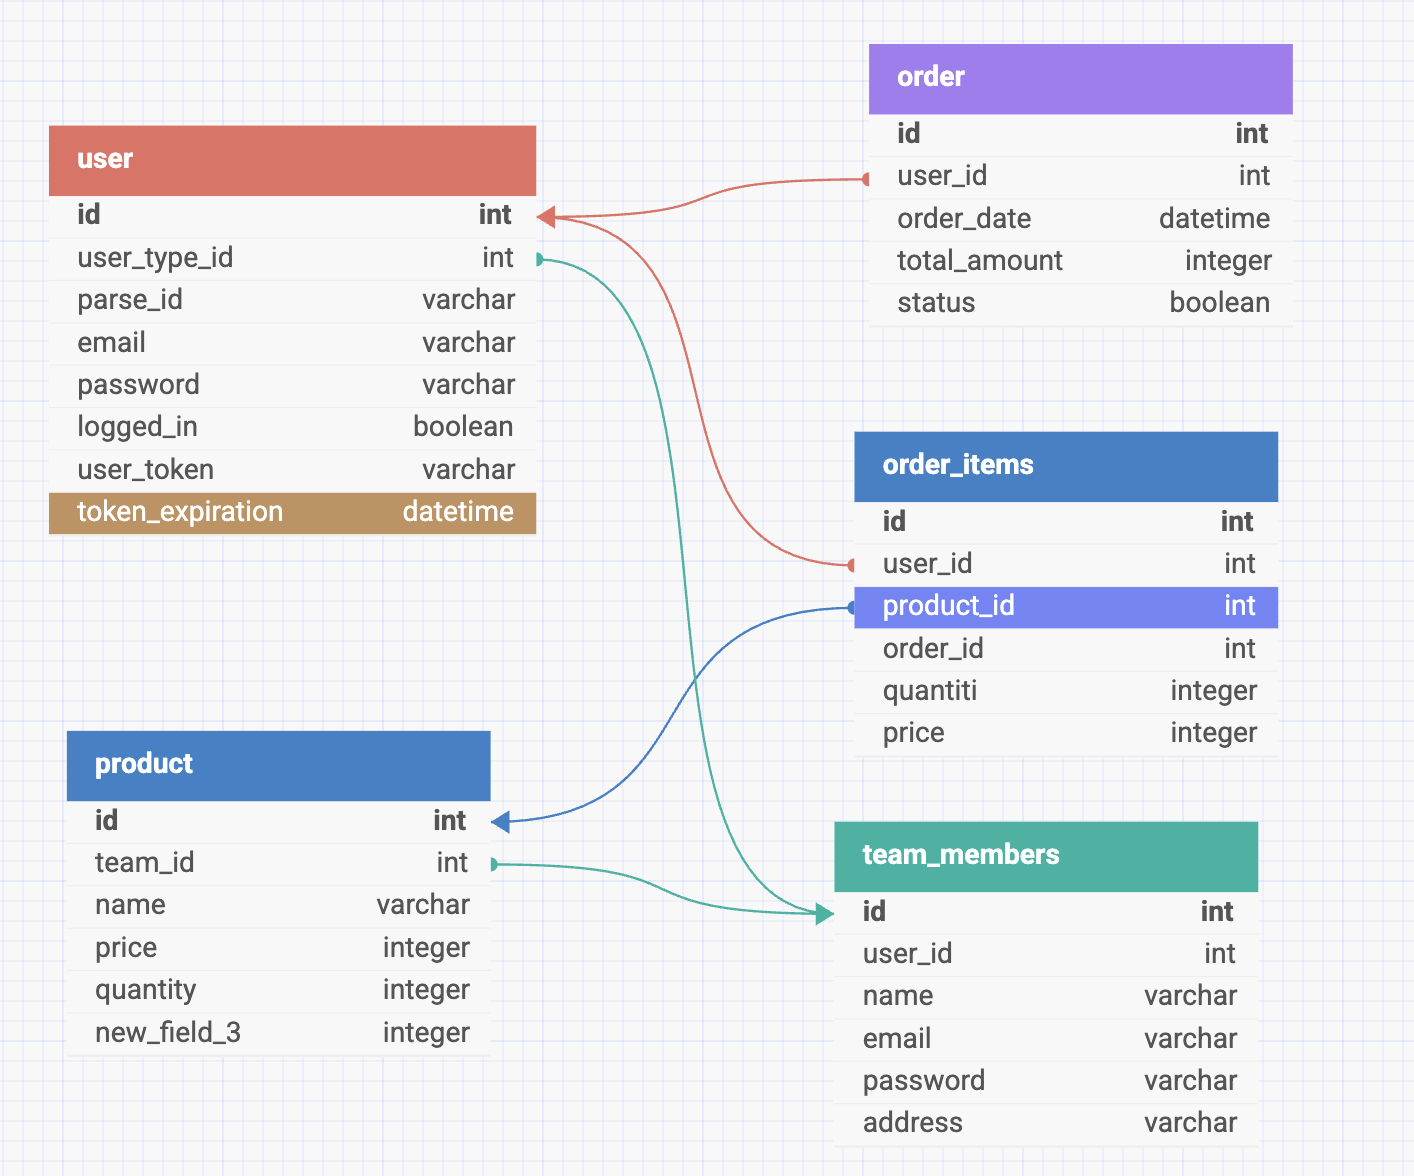 user
id int
user_type_id int
parse_id varchar
email varchar
password varchar
logged_in boolean
user_token varchar
token_expiration datetime
order
id int
user_id int
order_date datetime
total_amount integer
status boolean
order_items
id int
user_id int
product_id int
order_id int
quantiti integer
price integer
product
id int
team_id int
name varchar
price integer
quantity integer
new_field_3 integer
team_members
id int
user_id int
name varchar
email varchar
password varchar
address varchar